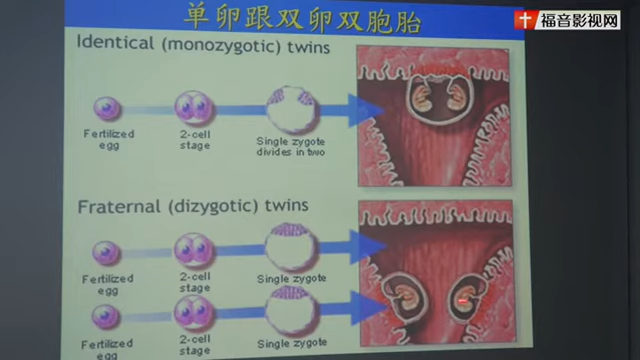 单卵跟双卵双胞胎
福音影视网
Identical (monozygotic) twins
Fertilized
egg
2-cell
stage
Single zygote
divides in two
Fraternal (dizygotic) twins
Fertilized
egg
2-cell
stage
Single zygote
Fertilized
egg
2-cell
stage
Single zygote